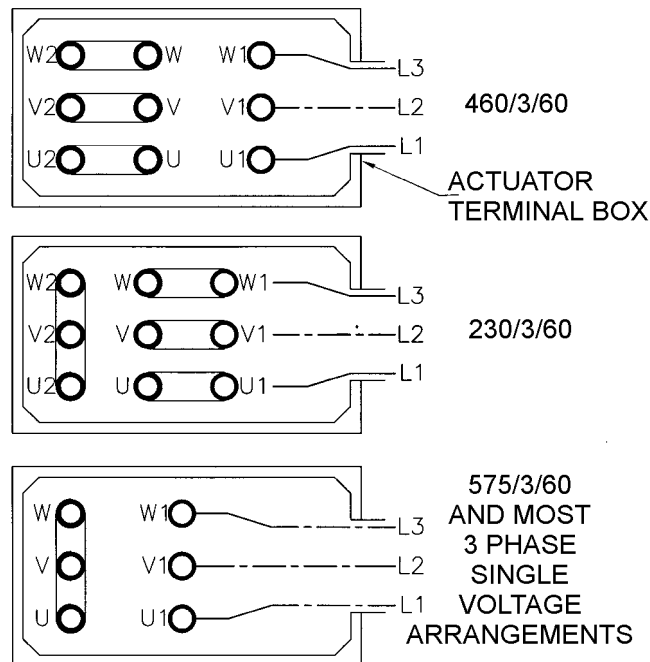 W2 W W1 L3
V2 V V1 L2 460/3/60
U2 U U1 L1
ACTUATOR
TERMINAL BOX
W2 W W1 L3
V2 V V1 L2 230/3/60
U2 U U1 L1
W W1 L3
V V1 L2
U U1 L1
575/3/60
AND MOST
3 PHASE
SINGLE
VOLTAGE
ARRANGEMENTS